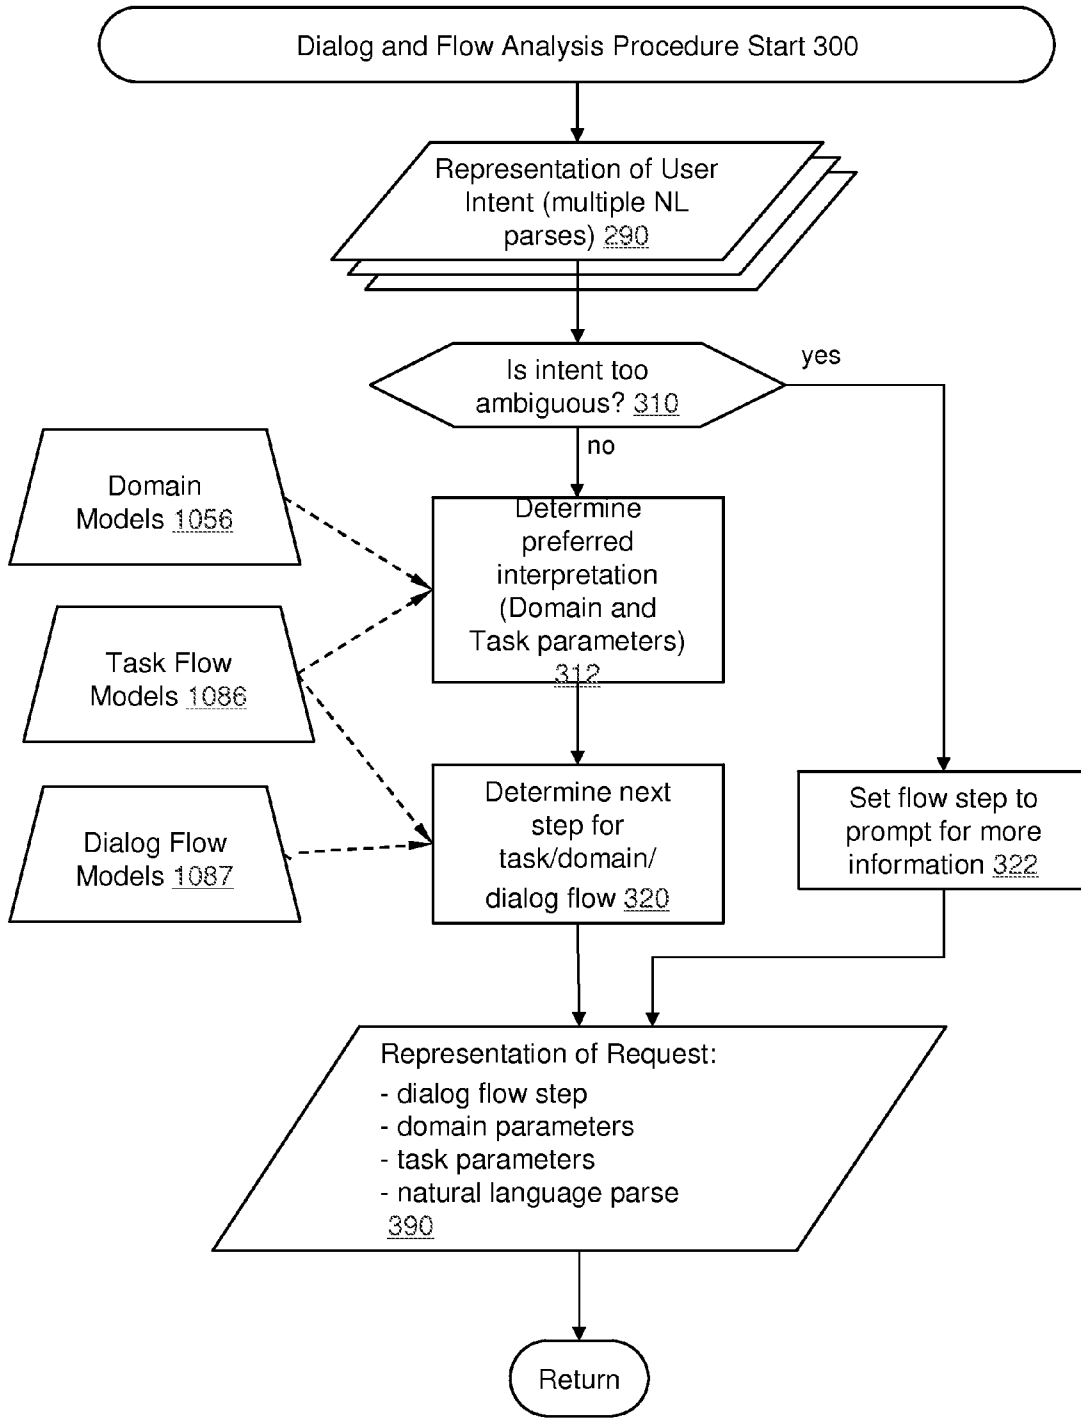 Dialog and Flow Analysis Procedure Start 300
Representation of User
Intent (multiple NL
parses) 290
Is intent too
ambiguous? 310
yes
no
Domain
Models 1056
Determine
preferred
interpretation
(Domain and
Task parameters)
312
Task Flow
Models 1086
Determine next
step for
task/domain/
dialog flow 320
Set flow step to
prompt for more
information 322
Dialog Flow
Models 1087
Representation of Request:
- dialog flow step
- domain parameters
- task parameters
- natural language parse
390
Return